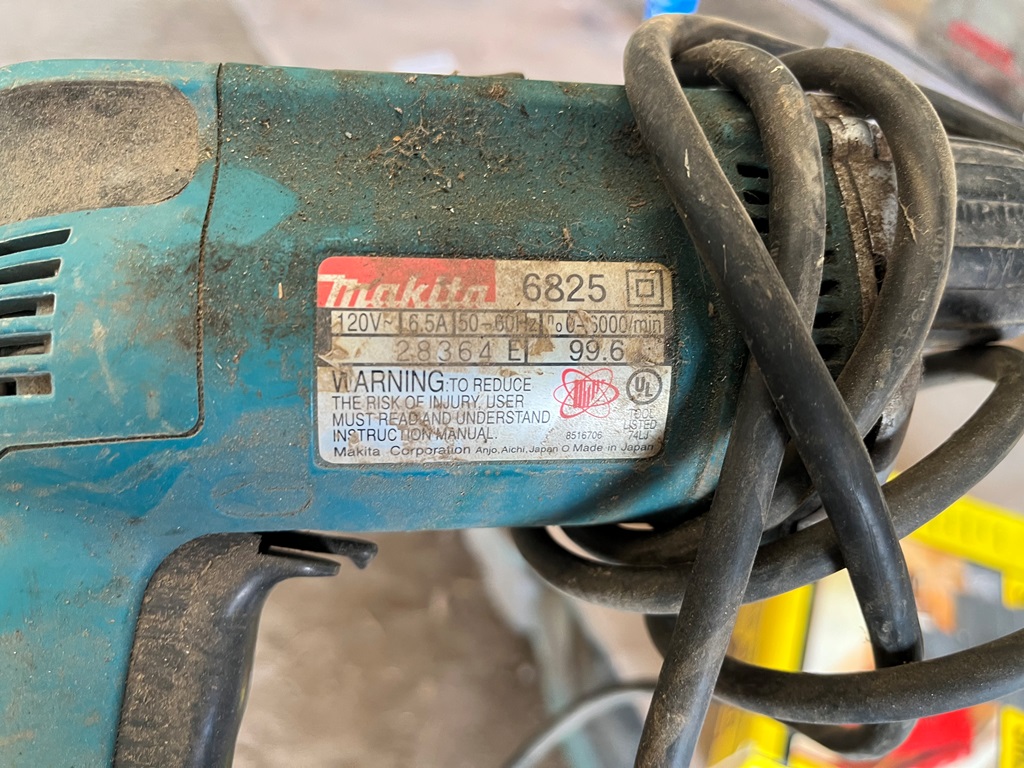 Makita 6825
120V~ 6.5A 50-60Hz n₀ 0-6000/min
28364 E 99.6
WARNING: TO REDUCE
THE RISK OF INJURY, USER
MUST READ AND UNDERSTAND
INSTRUCTION MANUAL.
8516706
UL
TOOL
LISTED
74LJ
Makita Corporation Anjo, Aichi, Japan O Made in Japan